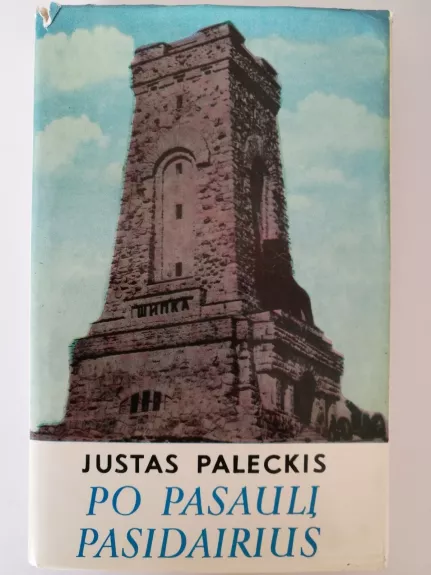 ШИПКА
JUSTAS PALECKIS
PO PASAULĮ
PASIDAIRIUS